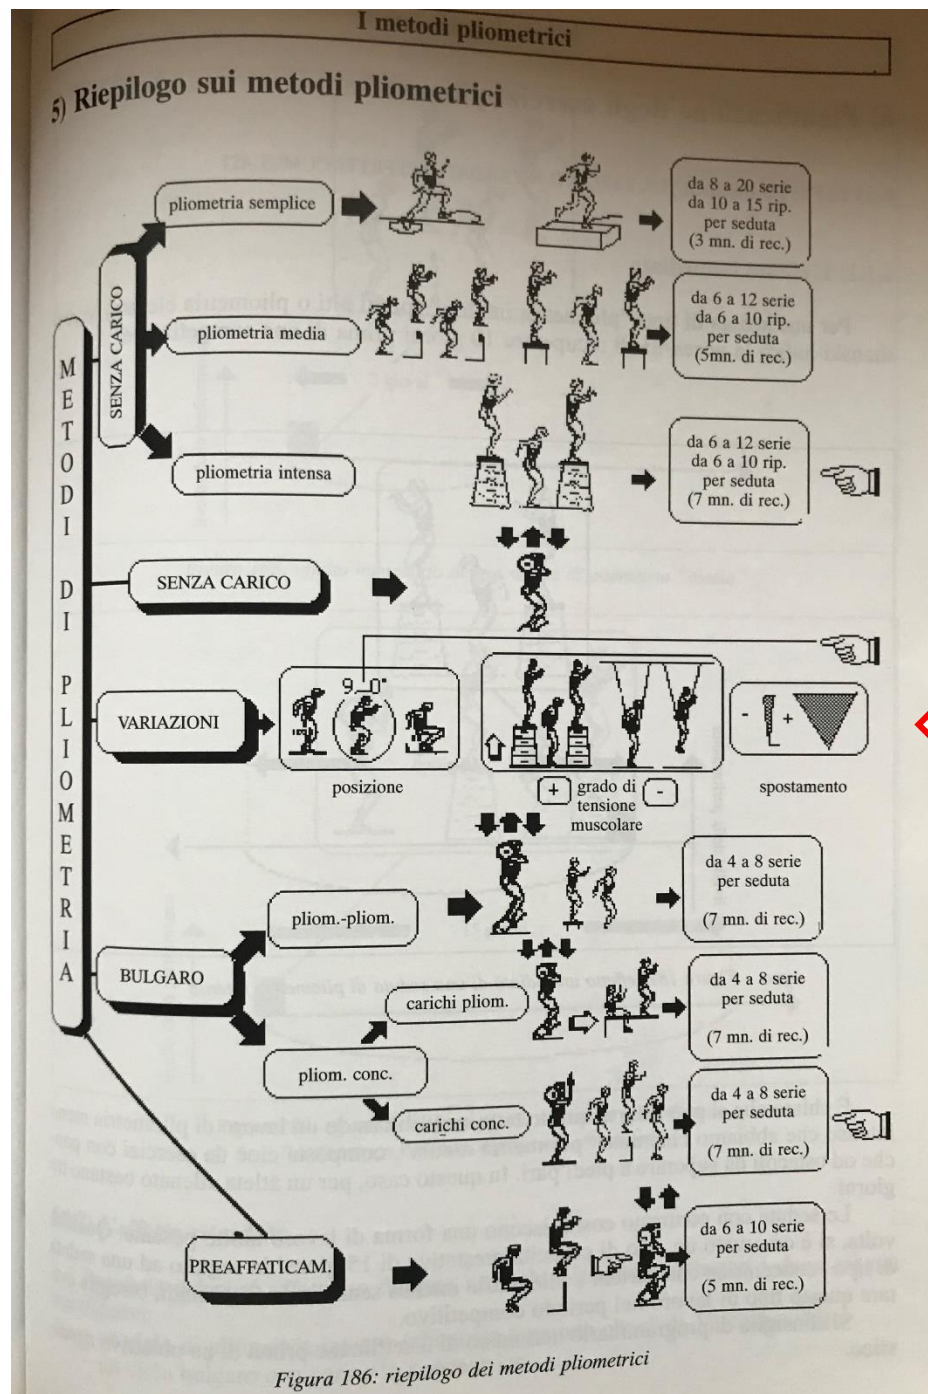 I metodi pliometrici
5) Riepilogo sui metodi pliometrici
METODI DI PLIOMETRIA
SENZA CARICO
pliometria semplice
da 8 a 20 serie
da 10 a 15 rip.
per seduta
(3 mn. di rec.)
pliometria media
da 6 a 12 serie
da 6 a 10 rip.
per seduta
(5mn. di rec.)
pliometria intensa
da 6 a 12 serie
da 6 a 10 rip.
per seduta
(7 mn. di rec.)
SENZA CARICO
VARIAZIONI
9 0°
posizione
+ grado di -
tensione
muscolare
- +
spostamento
BULGARO
pliom.-pliom.
da 4 a 8 serie
per seduta
(7 mn. di rec.)
pliom. conc.
carichi pliom.
da 4 a 8 serie
per seduta
(7 mn. di rec.)
carichi conc.
da 4 a 8 serie
per seduta
(7 mn. di rec.)
PREAFFATICAM.
da 6 a 10 serie
per seduta
(5 mn. di rec.)
Figura 186: riepilogo dei metodi pliometrici